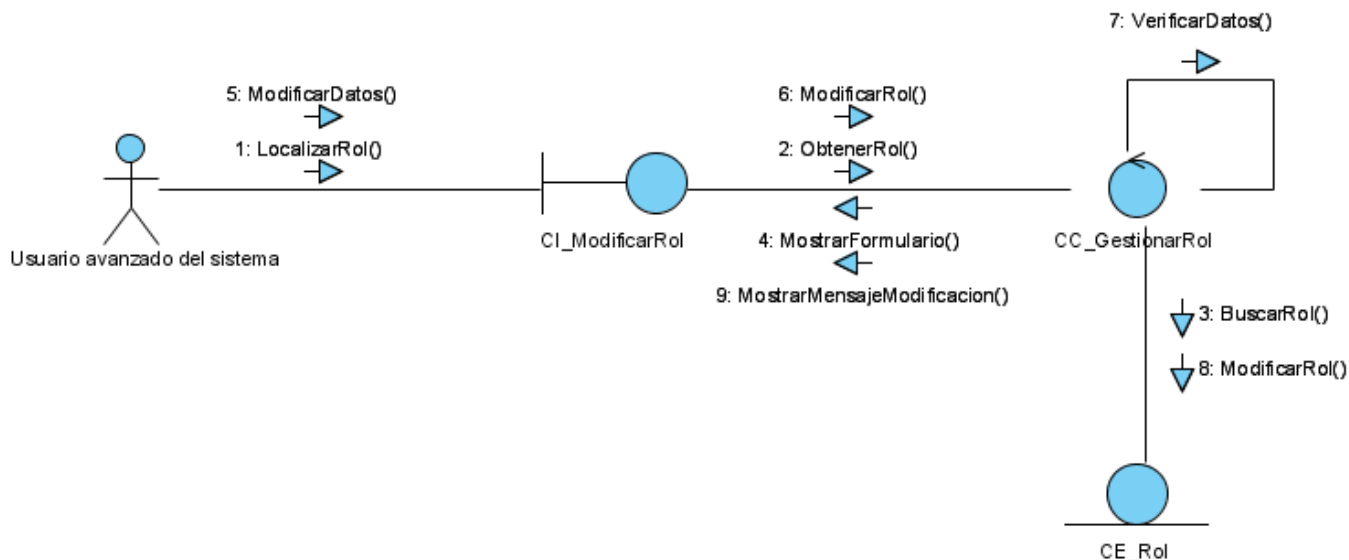 7: VerificarDatos()
5: ModificarDatos()
6: ModificarRol()
1: LocalizarRol()
2: ObtenerRol()
CI_ModificarRol
4: MostrarFormulario()
CC_GestionarRol
Usuario avanzado del sistema
9: MostrarMensajeModificacion()
3: BuscarRol()
8: ModificarRol()
CE_Rol